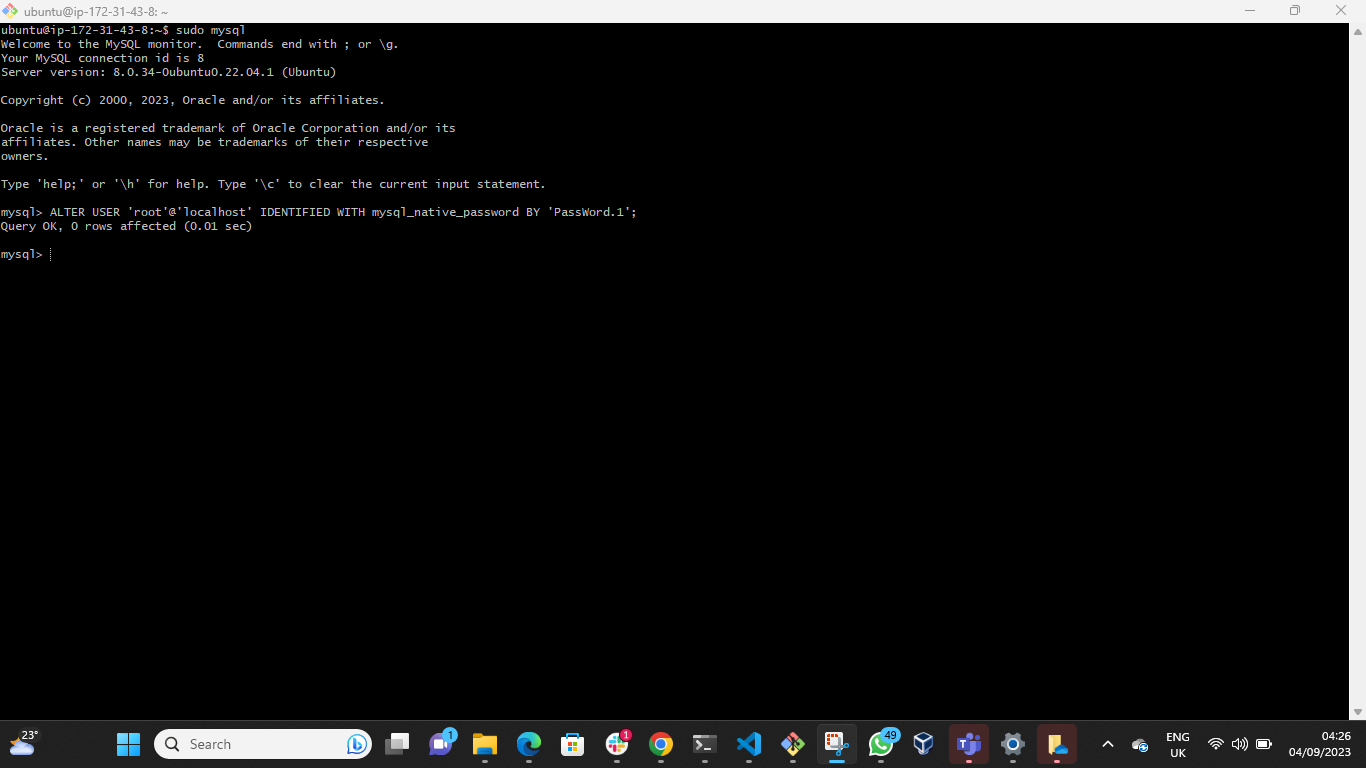 ubuntu@ip-172-31-43-8: ~
ubuntu@ip-172-31-43-8:~$ sudo mysql
Welcome to the MySQL monitor.  Commands end with ; or \g.
Your MySQL connection id is 8
Server version: 8.0.34-0ubuntu0.22.04.1 (Ubuntu)
Copyright (c) 2000, 2023, Oracle and/or its affiliates.
Oracle is a registered trademark of Oracle Corporation and/or its
affiliates. Other names may be trademarks of their respective
owners.
Type 'help;' or '\h' for help. Type '\c' to clear the current input statement.
mysql> ALTER USER 'root'@'localhost' IDENTIFIED WITH mysql_native_password BY 'PassWord.1';
Query OK, 0 rows affected (0.01 sec)
mysql>
23°
Search
1
1
49
ENG
UK
04:26
04/09/2023